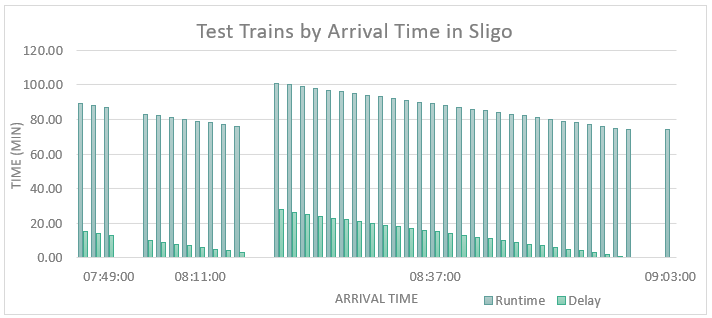 Test Trains by Arrival Time in Sligo
120.00
100.00
80.00
60.00
40.00
20.00
0.00
TIME (MIN)
07:49:00 08:11:00 08:37:00 09:03:00
ARRIVAL TIME
Runtime Delay